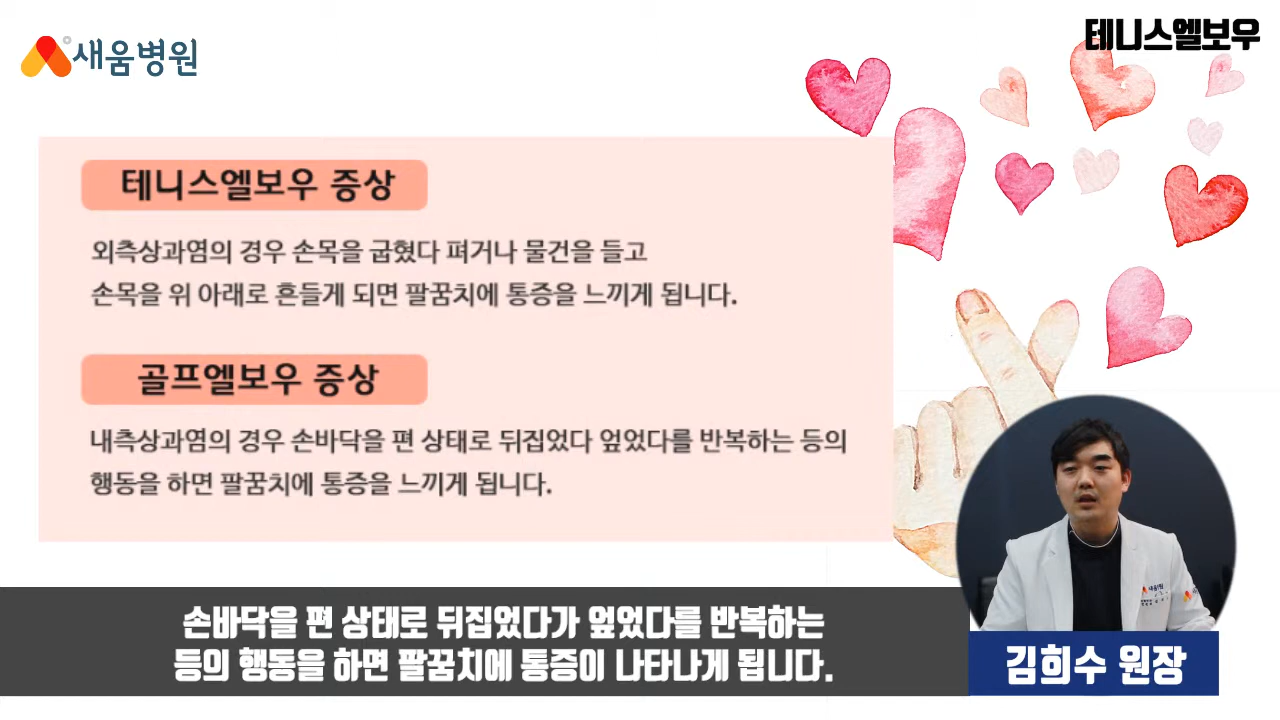 새움병원
테니스엘보우
테니스엘보우 증상
외측상과염의 경우 손목을 굽혔다 펴거나 물건을 들고
손목을 위 아래로 흔들게 되면 팔꿈치에 통증을 느끼게 됩니다.
골프엘보우 증상
내측상과염의 경우 손바닥을 편 상태로 뒤집었다 엎었다를 반복하는 등의
행동을 하면 팔꿈치에 통증을 느끼게 됩니다.
새움병원
손바닥을 편 상태로 뒤집었다가 엎었다를 반복하는
등의 행동을 하면 팔꿈치에 통증이 나타나게 됩니다.
김희수 원장